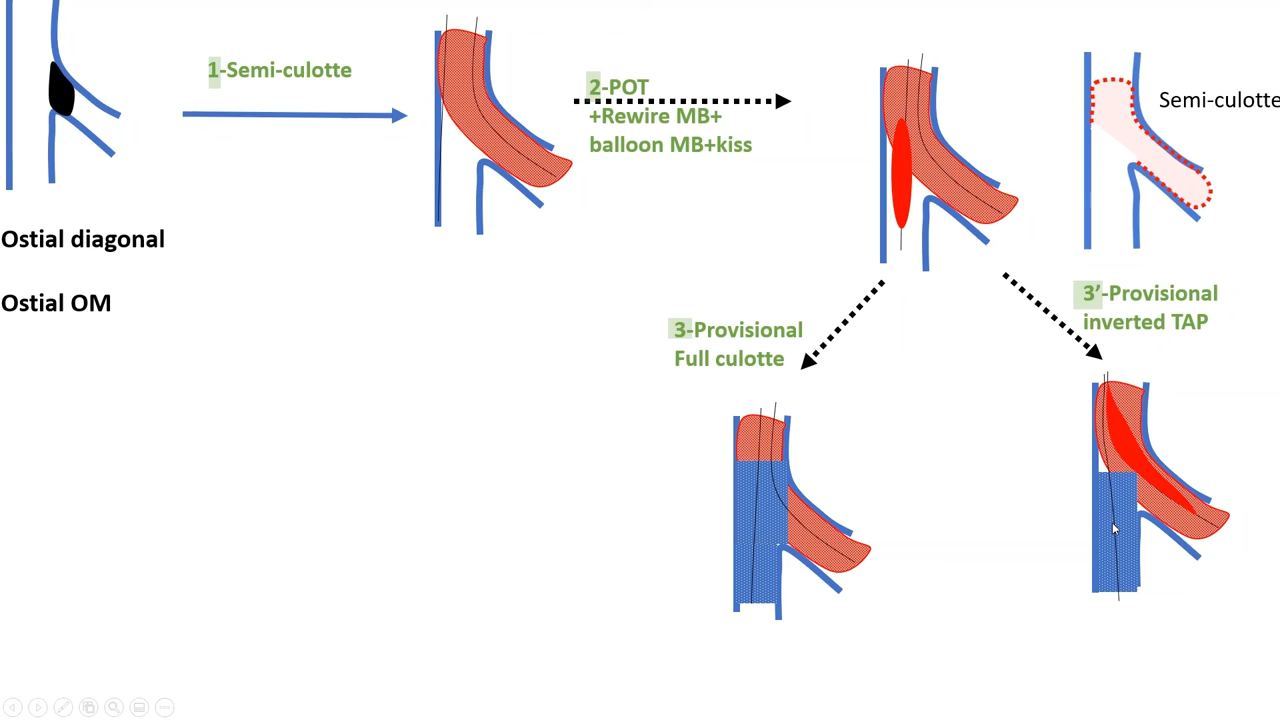 1-Semi-culotte
2-POT
+Rewire MB+
balloon MB+kiss
Semi-culotte
Ostial diagonal
Ostial OM
3-Provisional
Full culotte
3’-Provisional
inverted TAP